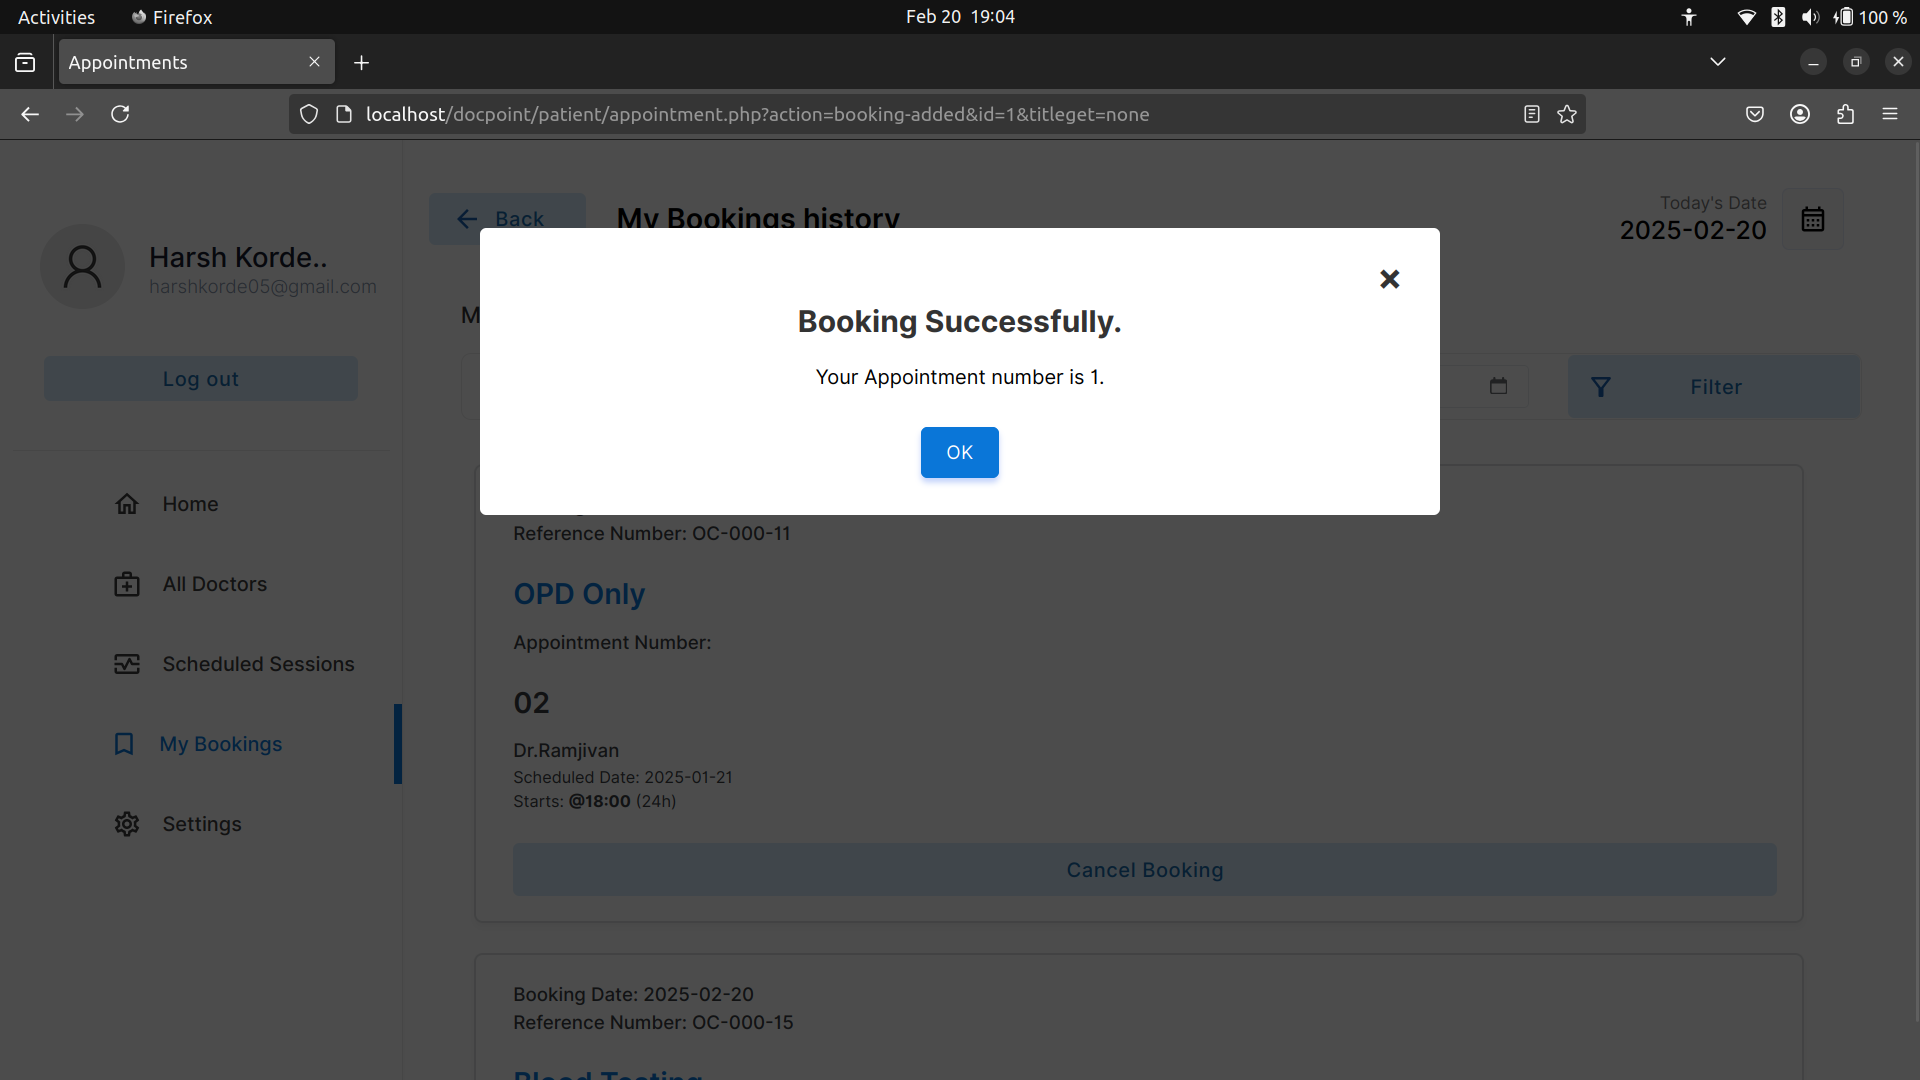 Activities
Firefox
Feb 20 19:04
100 %
Appointments
localhost/docpoint/patient/appointment.php?action=booking-added&id=1&titleget=none
Harsh Korde..
harshkorde05@gmail.com
Log out
Home
All Doctors
Scheduled Sessions
My Bookings
Settings
Back
My Bookings history
Today's Date
2025-02-20
M
Filter
Booking Successfully.
Your Appointment number is 1.
OK
Reference Number: OC-000-11
OPD Only
Appointment Number:
02
Dr.Ramjivan
Scheduled Date: 2025-01-21
Starts: @18:00 (24h)
Cancel Booking
Booking Date: 2025-02-20
Reference Number: OC-000-15
Blood Testing